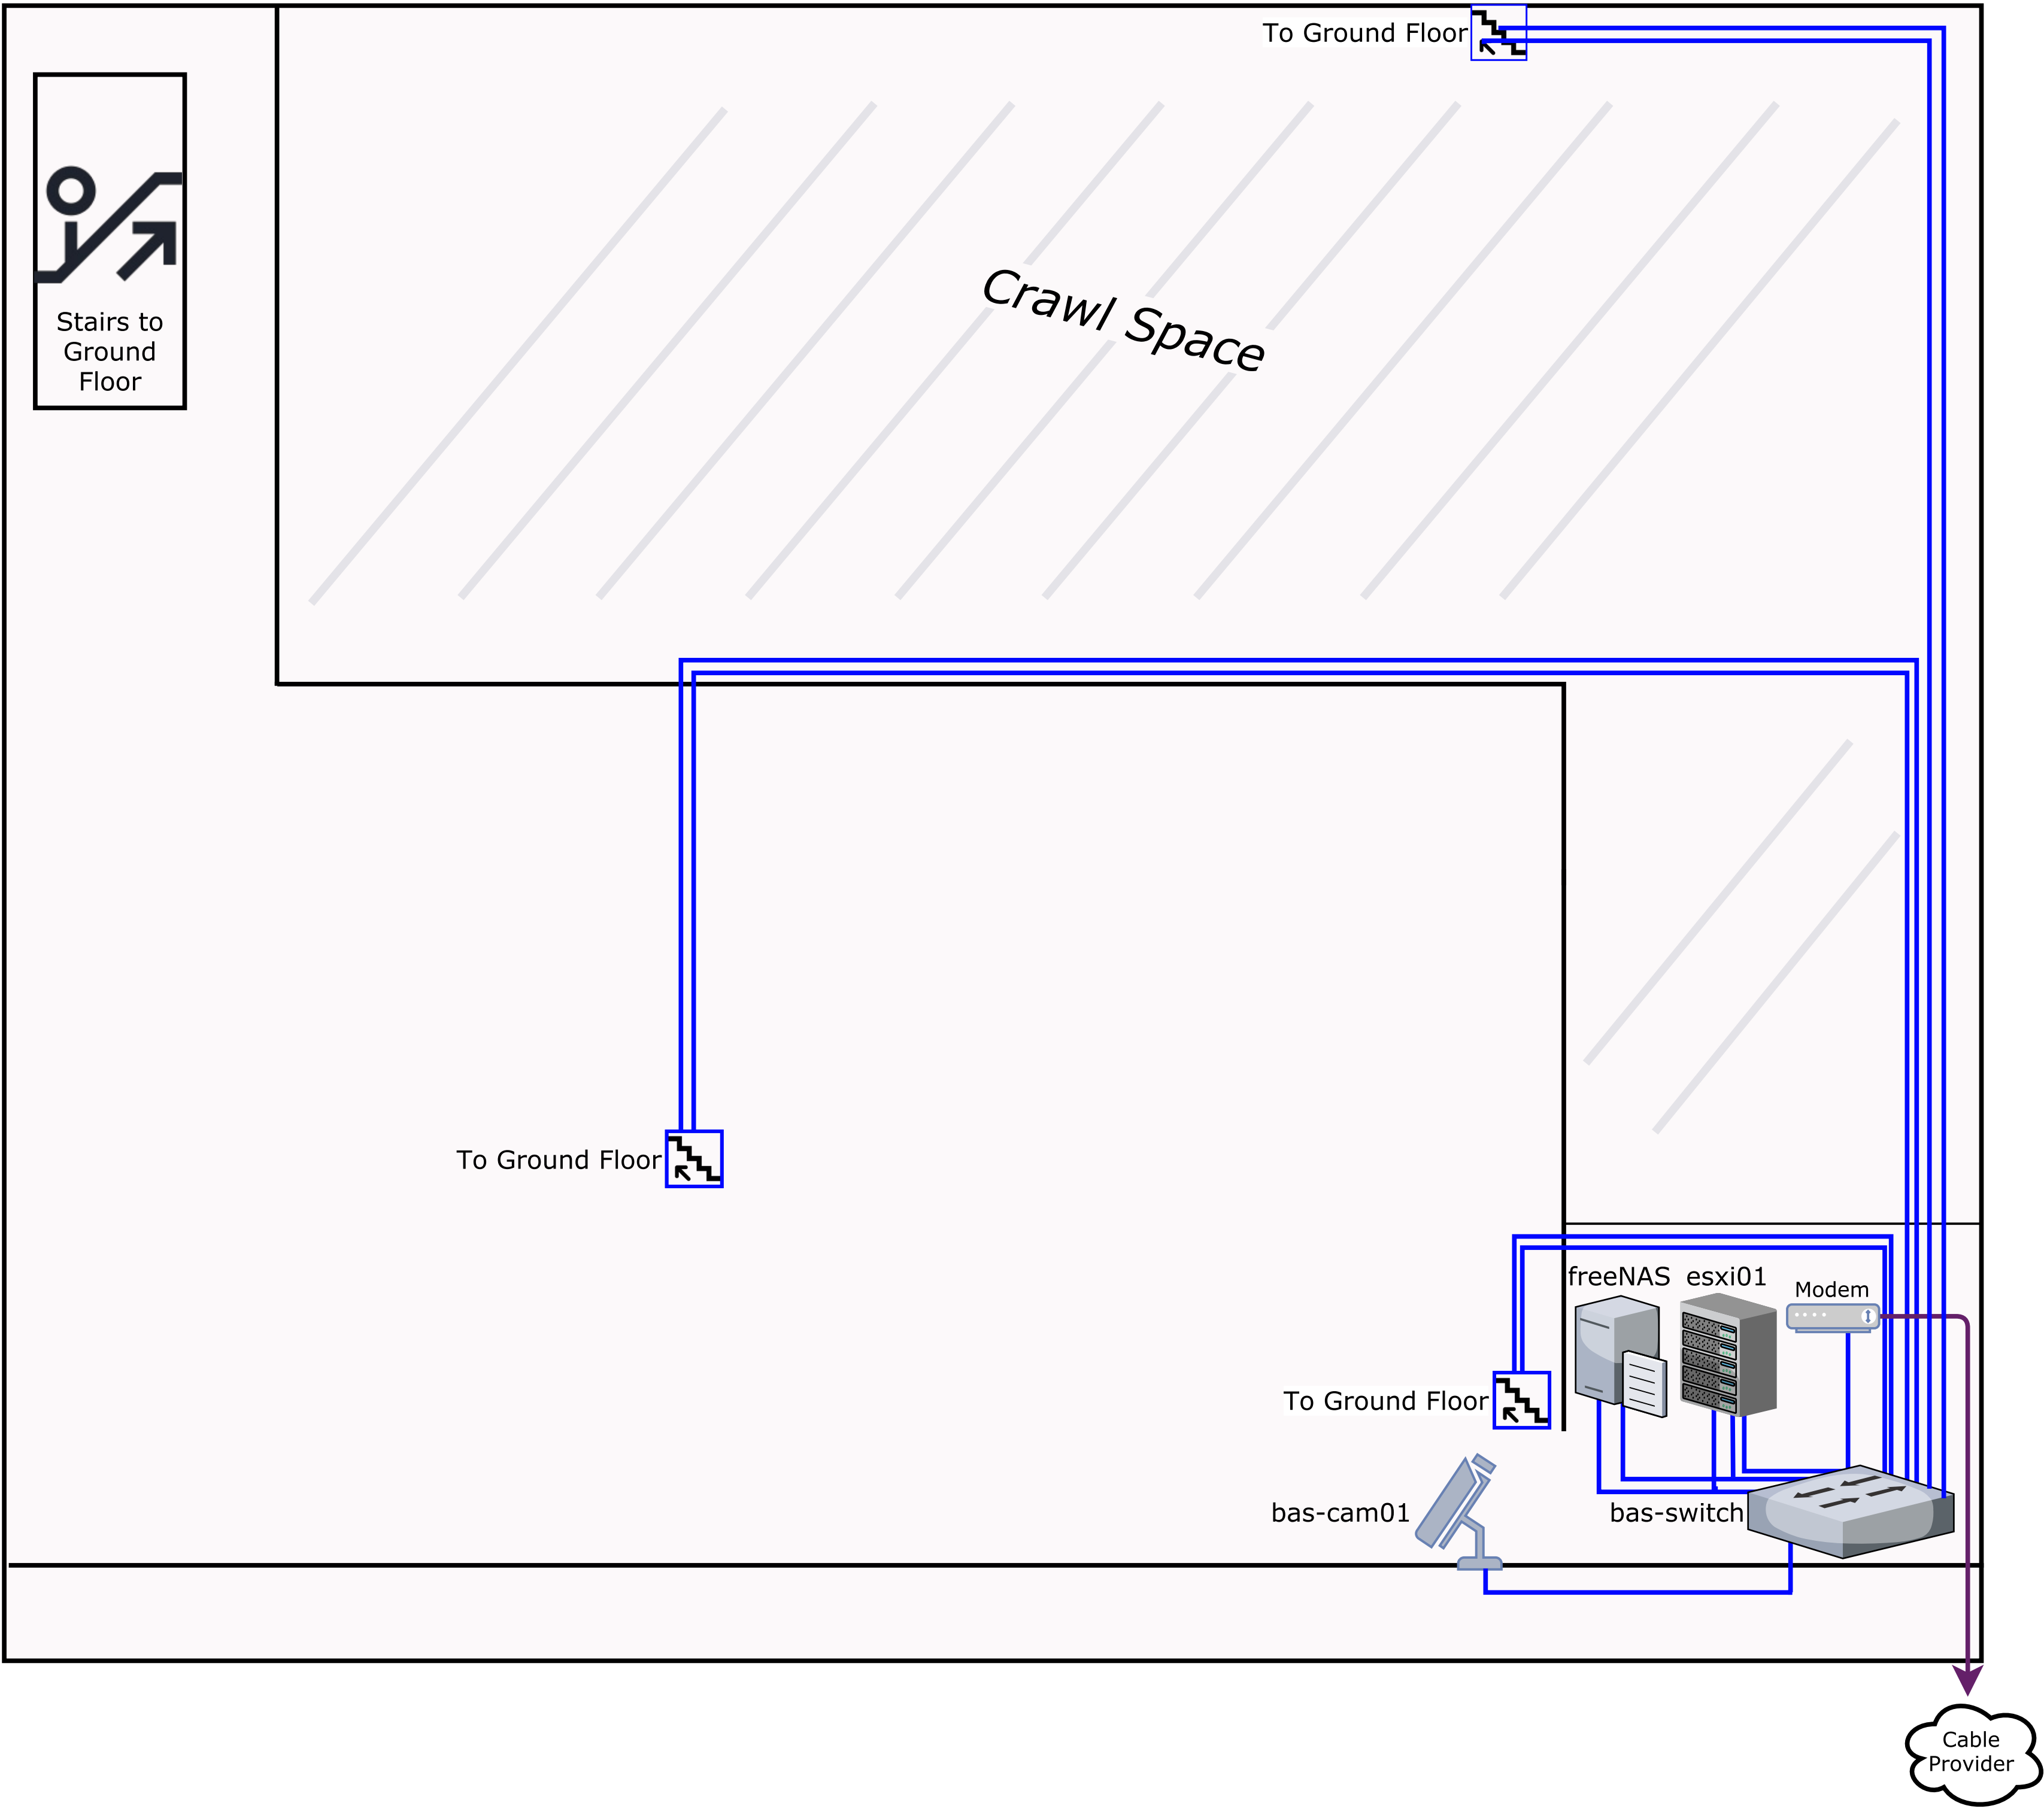 To Ground Floor
Stairs to
Ground
Floor
Crawl Space
To Ground Floor
freeNAS
esxi01
Modem
To Ground Floor
bas-cam01
bas-switch
Cable
Provider